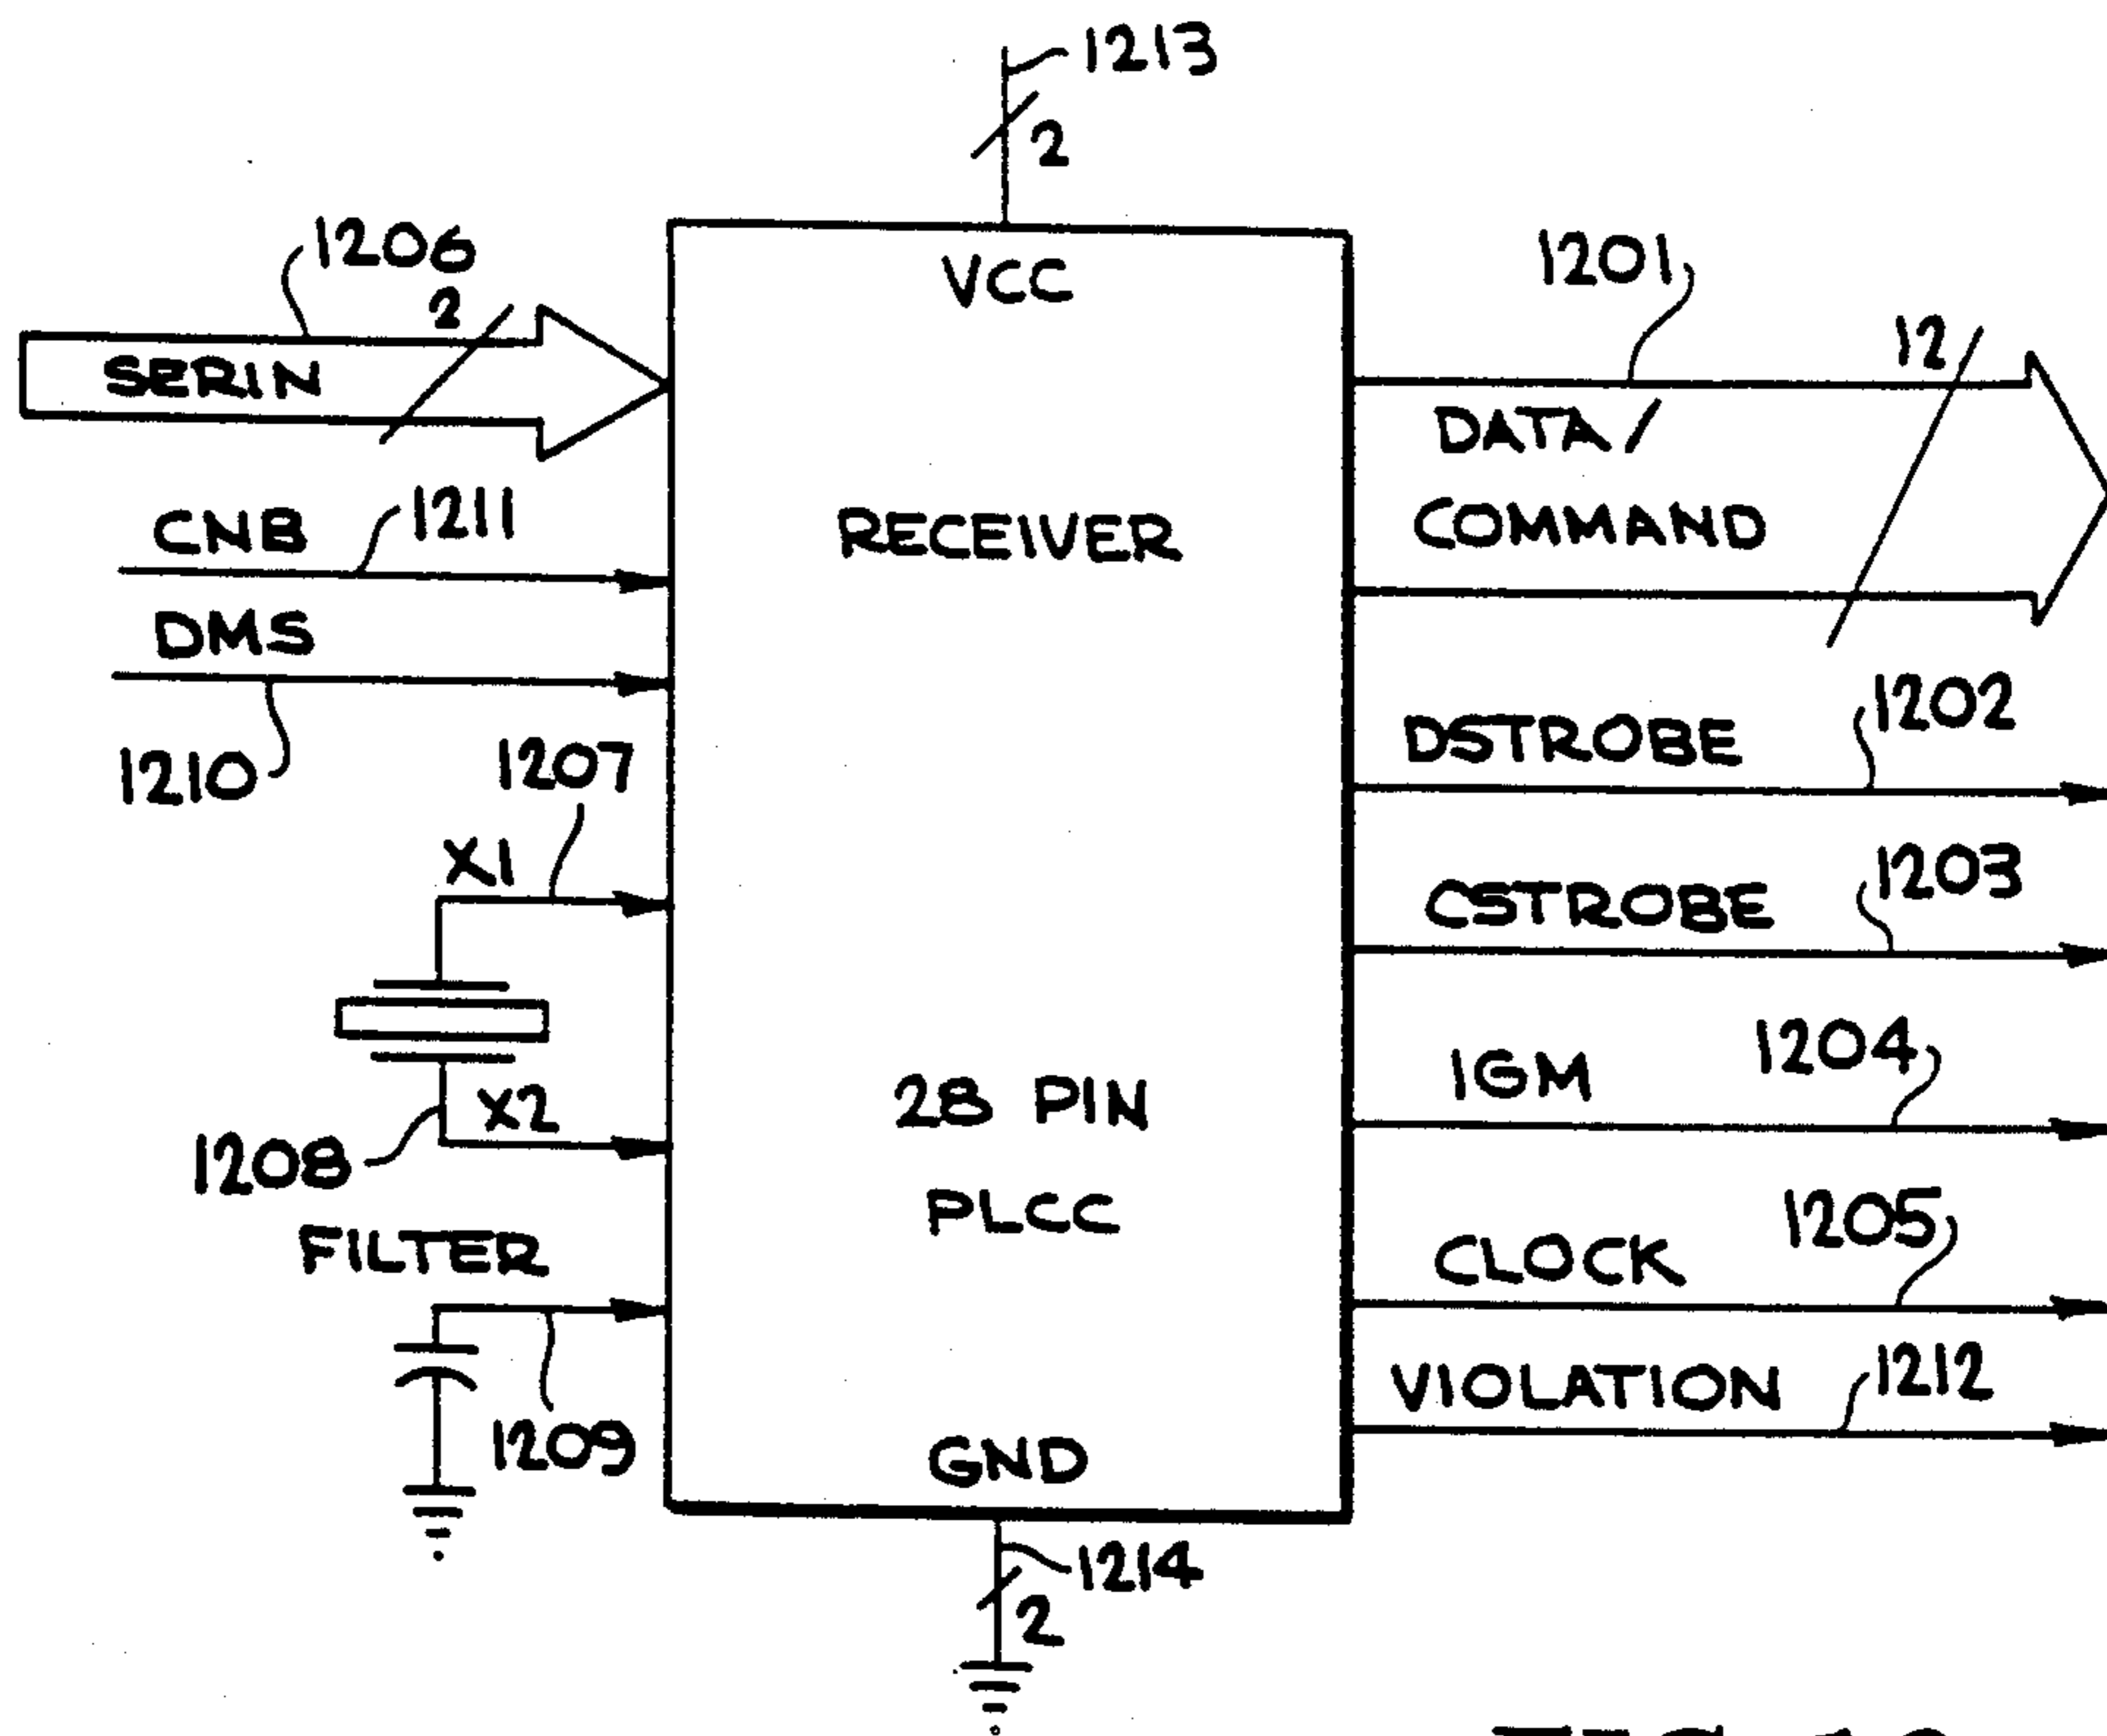 1213
2
1206
2
SERIN
VCC
1201
12
DATA/
COMMAND
CNB
1211
RECEIVER
DMS
1210
1207
DSTROBE
1202
X1
CSTROBE
1203
X2
1208
28 PIN
PLCC
IGM
1204
FILTER
1209
CLOCK
1205
VIOLATION
1212
GND
1214
2